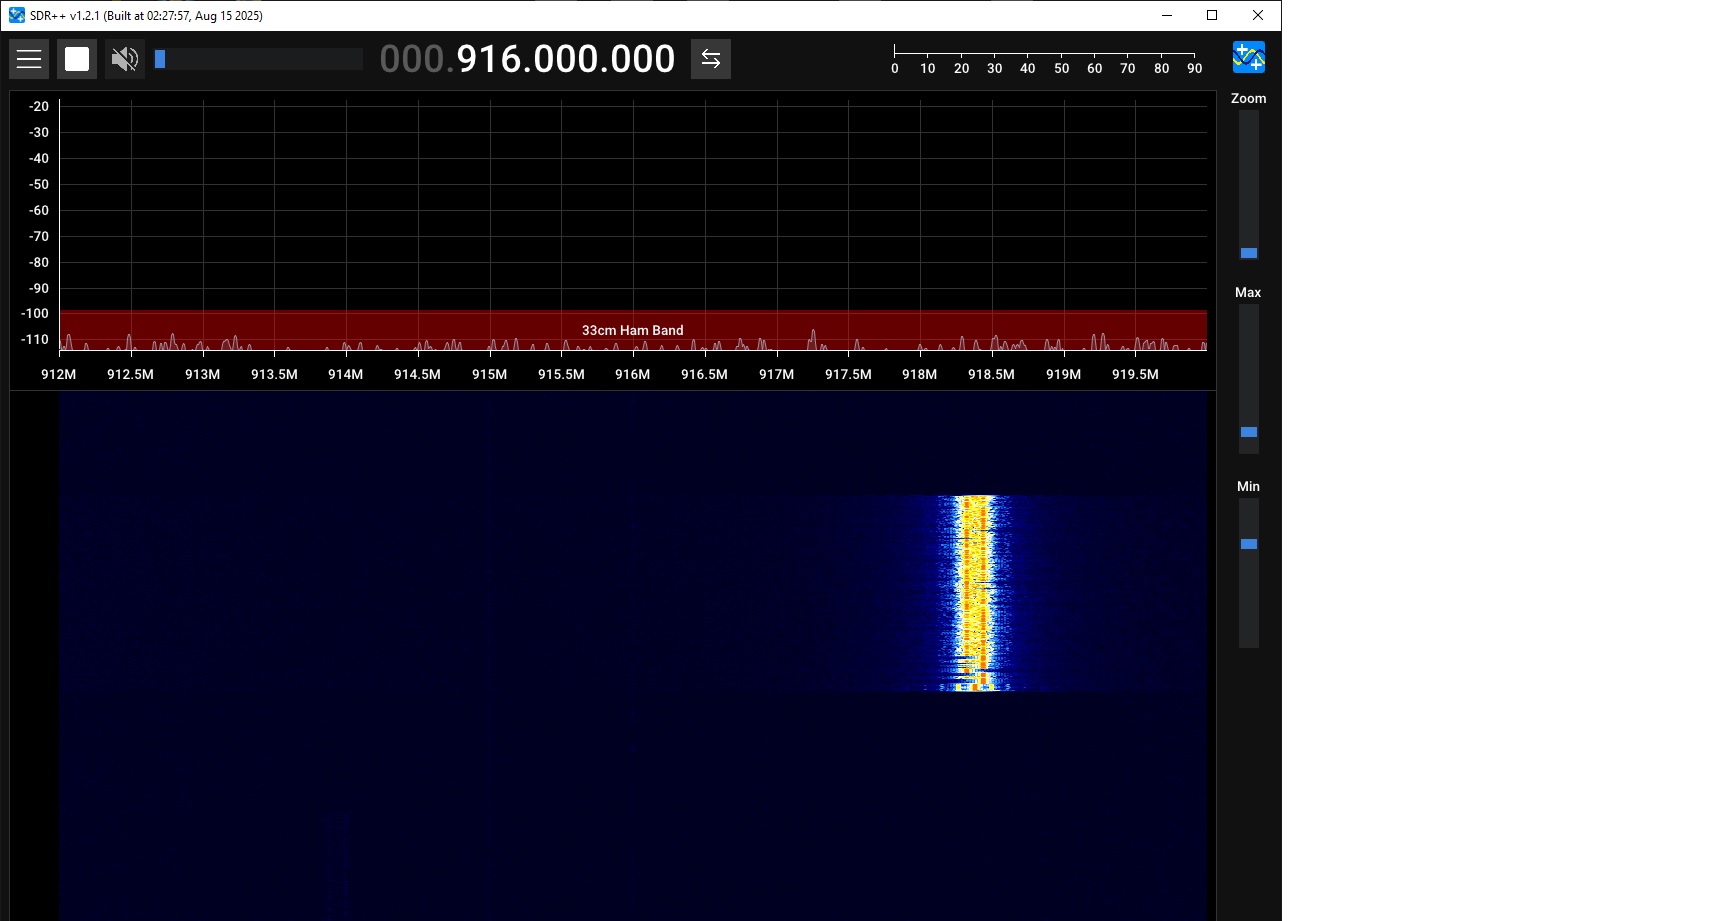 SDR++ v1.2.1 (Built at 02:27:57, Aug 15 2025)
000.916.000.000
0 10 20 30 40 50 60 70 80 90
Zoom
-20
-30
-40
-50
-60
-70
-80
-90
-100
-110
33cm Ham Band
912M 912.5M 913M 913.5M 914M 914.5M 915M 915.5M 916M 916.5M 917M 917.5M 918M 918.5M 919M 919.5M
Max
Min